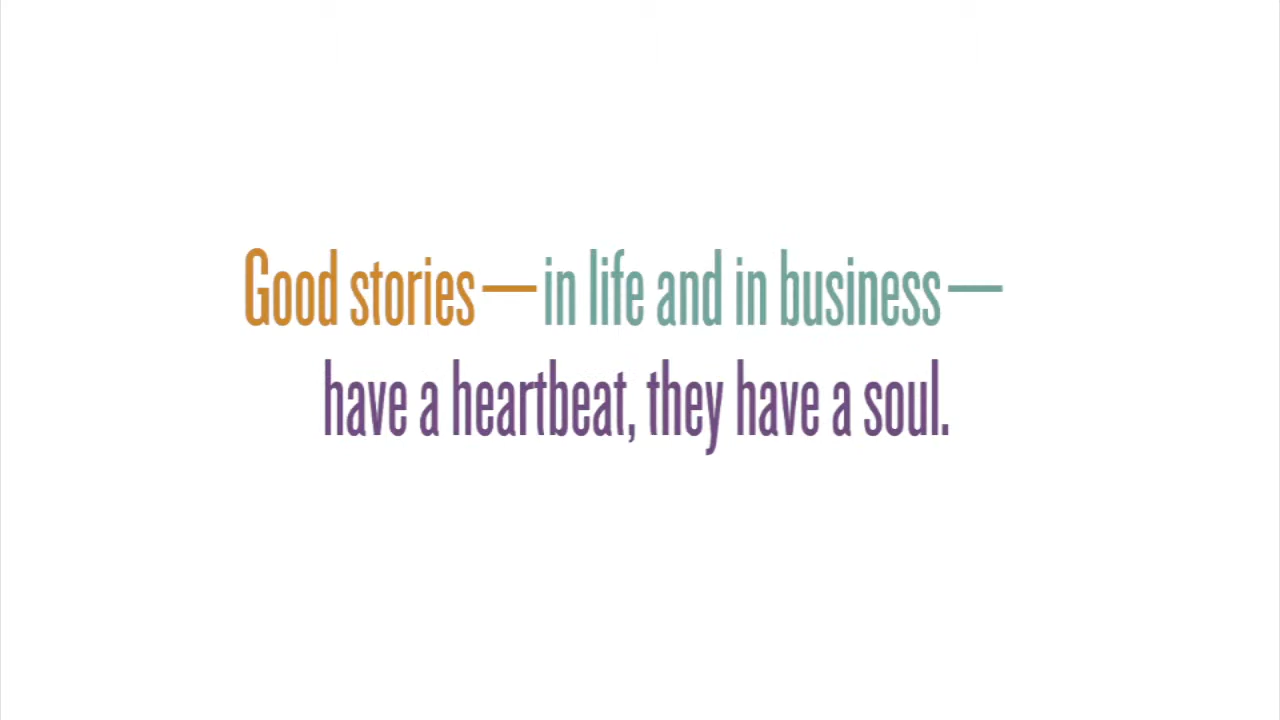 Good stories—in life and in business—
have a heartbeat, they have a soul.